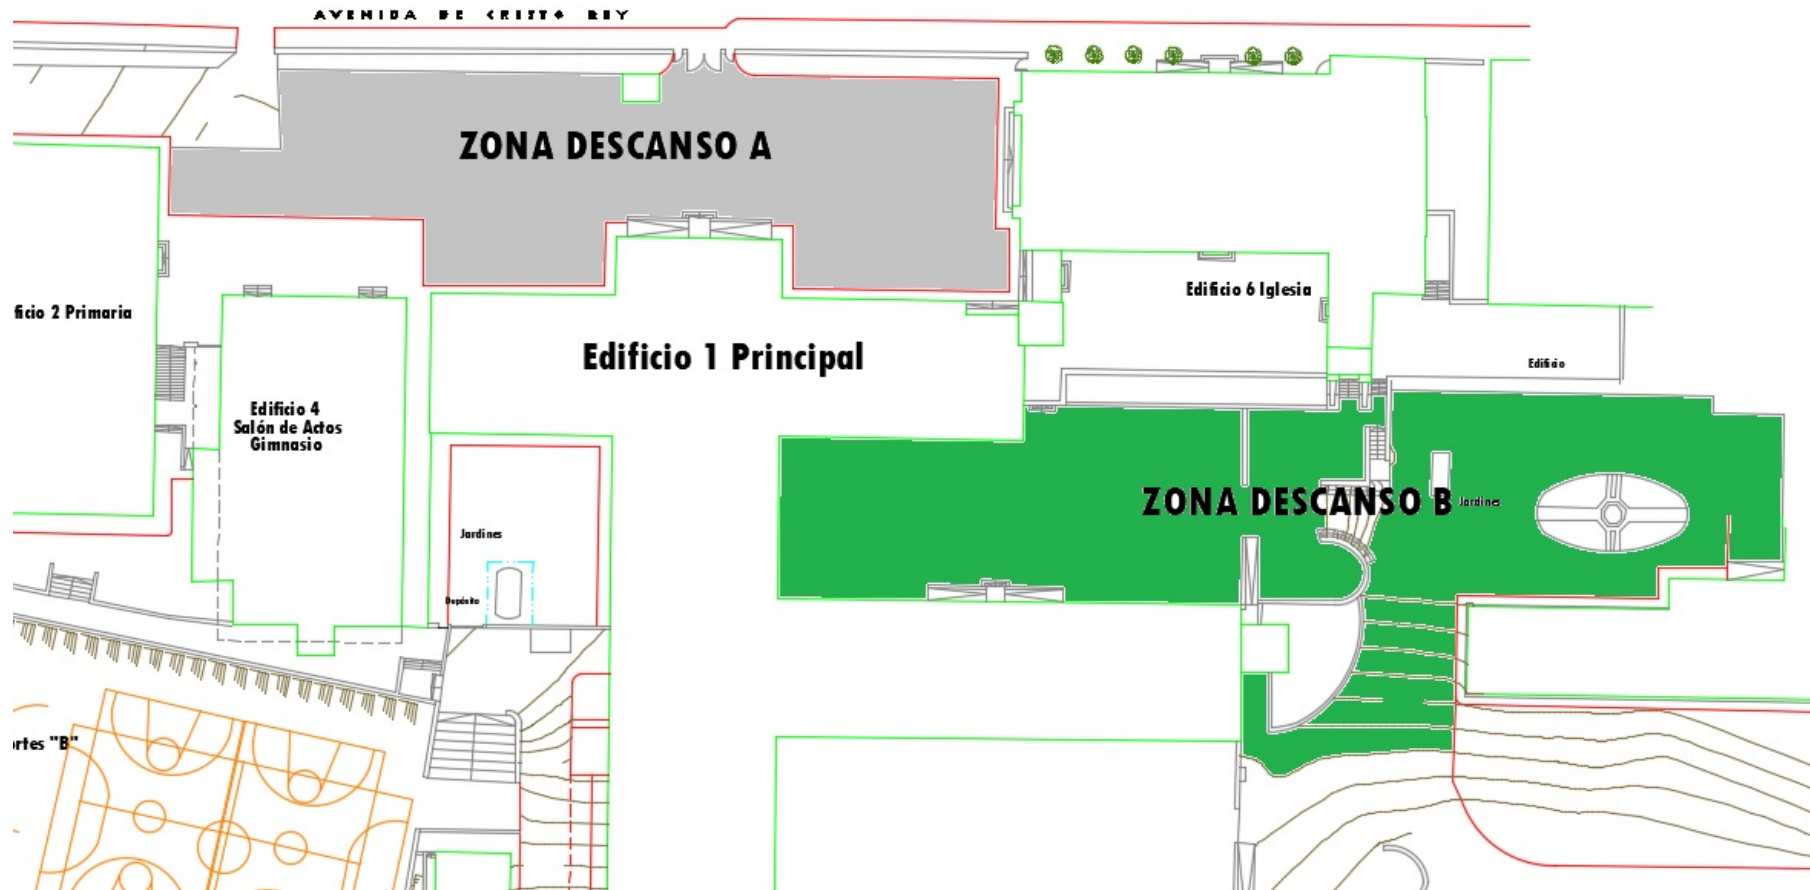 AVENIDA DE CRISTO REY
ZONA DESCANSO A
Edificio 6 Iglesia
ficio 2 Primaria
Edificio 1 Principal
Edificio
Edificio 4
Salón de Actos
Gimnasio
ZONA DESCANSO B
Jardines
Jardines
Depósito
ortes "B"